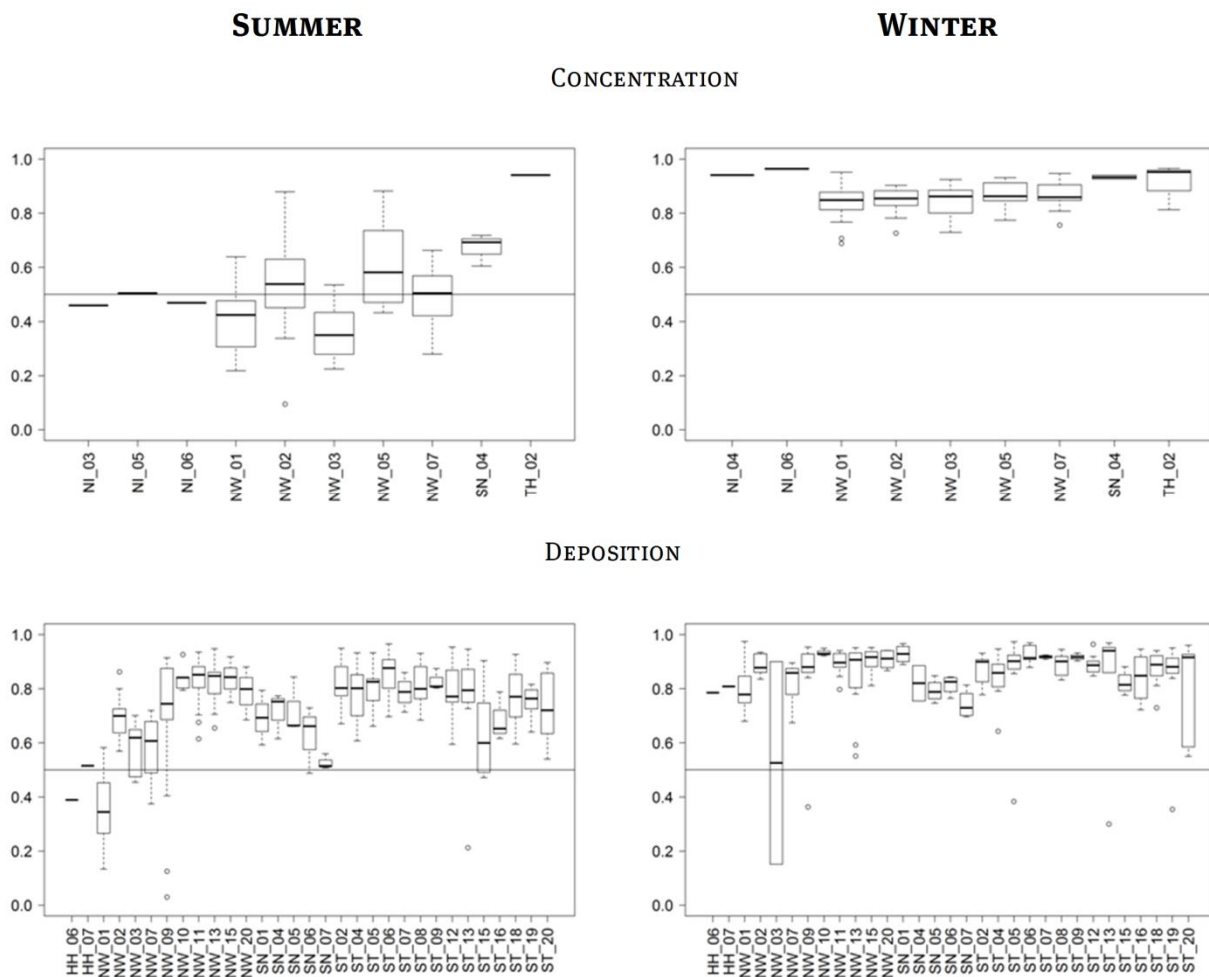 SUMMER
WINTER
CONCENTRATION
1.0
0.8
0.6
0.4
0.2
0.0
NI_03
NI_05
NI_06
NW_01
NW_02
NW_03
NW_05
NW_07
SN_04
TH_02
1.0
0.8
0.6
0.4
0.2
0.0
NI_04
NI_06
NW_01
NW_02
NW_03
NW_05
NW_07
SN_04
TH_02
DEPOSITION
1.0
0.8
0.6
0.4
0.2
0.0
HH_06
HH_07
NW_01
NW_02
NW_03
NW_07
NW_09
NW_10
NW_11
NW_13
NW_15
NW_20
SN_01
SN_04
SN_05
SN_06
SN_07
ST_02
ST_04
ST_05
ST_06
ST_07
ST_08
ST_09
ST_12
ST_13
ST_15
ST_16
ST_18
ST_19
ST_20
1.0
0.8
0.6
0.4
0.2
0.0
HH_06
HH_07
NW_01
NW_02
NW_03
NW_07
NW_09
NW_10
NW_11
NW_13
NW_15
NW_20
SN_01
SN_04
SN_05
SN_06
SN_07
ST_02
ST_04
ST_05
ST_06
ST_07
ST_08
ST_09
ST_12
ST_13
ST_15
ST_16
ST_18
ST_19
ST_20